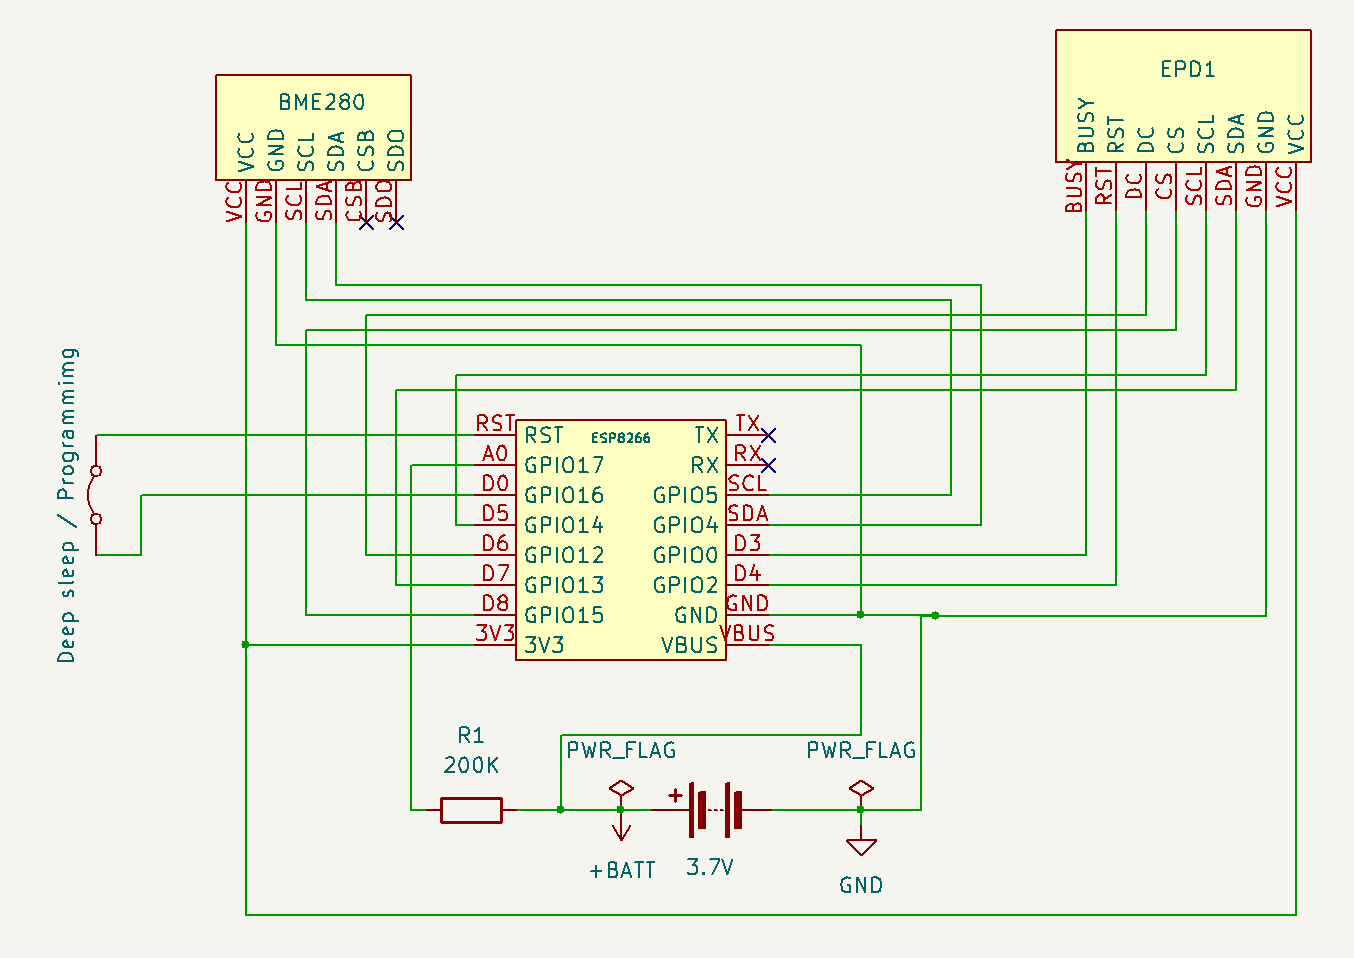 EPD1
BUSY
RST
DC
CS
SCL
SDA
GND
VCC
BUSY
RST
DC
CS
SCL
SDA
GND
VCC
BME280
VCC
GND
SCL
SDA
CSB
SDO
VCC
GND
SCL
SDA
CSB
SDO
Deep sleep / Programmimg
ESP8266
RST
A0
D0
D5
D6
D7
D8
3V3
RST
GPIO17
GPIO16
GPIO14
GPIO12
GPIO13
GPIO15
3V3
TX
RX
GPIO5
GPIO4
GPIO0
GPIO2
GND
VBUS
TX
RX
SCL
SDA
D3
D4
GND
VBUS
R1
200K
PWR_FLAG
PWR_FLAG
+
+BATT
3.7V
GND